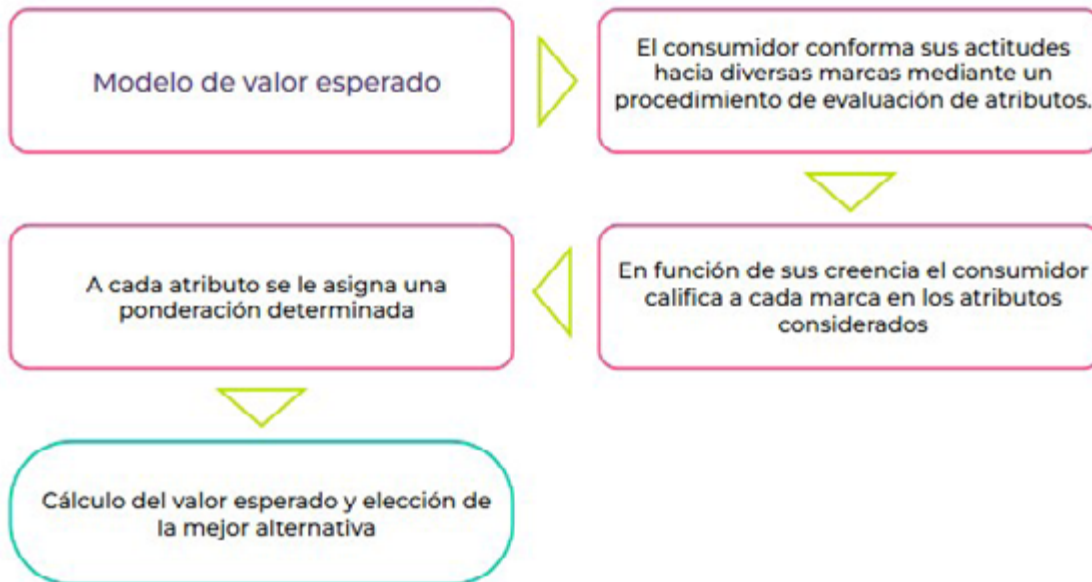 Modelo de valor esperado
El consumidor conforma sus actitudes
hacia diversas marcas mediante un
procedimiento de evaluación de atributos.
En función de sus creencia el consumidor
califica a cada marca en los atributos
considerados
A cada atributo se le asigna una
ponderación determinada
Cálculo del valor esperado y elección de
la mejor alternativa